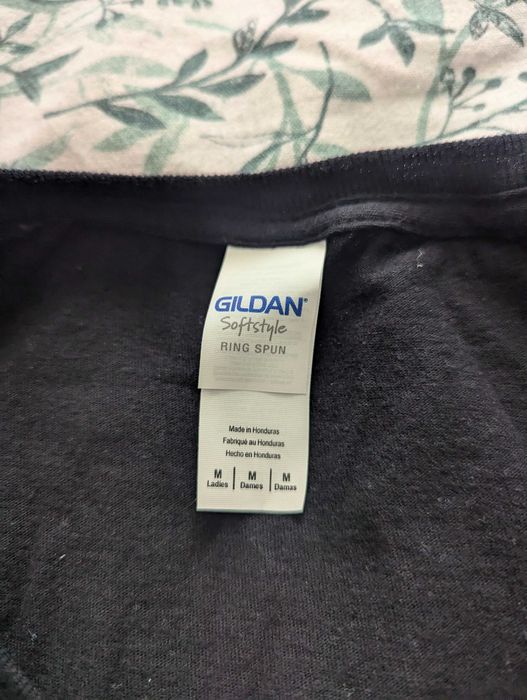 GILDAN®
Softstyle
RING SPUN
Made in Honduras
Fabriqué au Honduras
Hecho en Honduras
M | M | M
Ladies | Dames | Damas